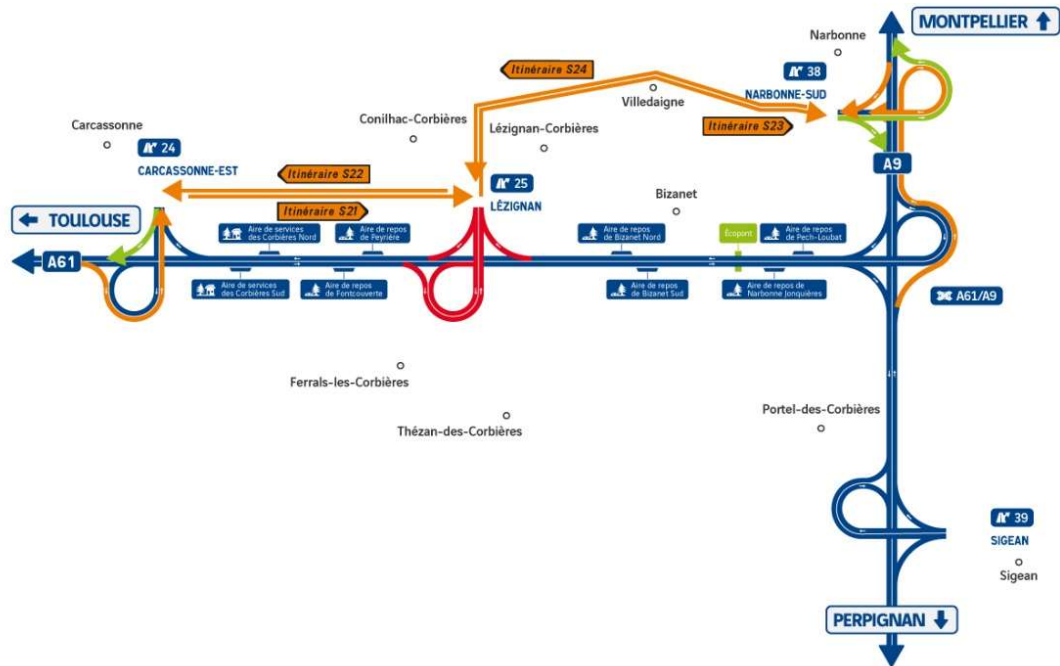 MONTPELLIER
Narbonne
38
NARBONNE-SUD
Itinéraire S24
Villedaigne
Itinéraire S23
Carcassonne
Conilhac-Corbières
Lézignan-Corbières
24
CARCASSONNE-EST
A9
Itinéraire S22
25
LÉZIGNAN
Bizanet
Itinéraire S21
TOULOUSE
Aire de services
des Corbières Nord
Aire de repos
de Peyrière
Aire de repos
de Bizanet Nord
Écopont
Aire de repos
de Pech-Loubat
A61
Aire de services
des Corbières Sud
Aire de repos
de Fontcouverte
Aire de repos
de Bizanet Sud
Aire de repos de
Narbonne Jonquières
A61/A9
Ferrals-les-Corbières
Thézan-des-Corbières
Portel-des-Corbières
39
SIGEAN
Sigean
PERPIGNAN